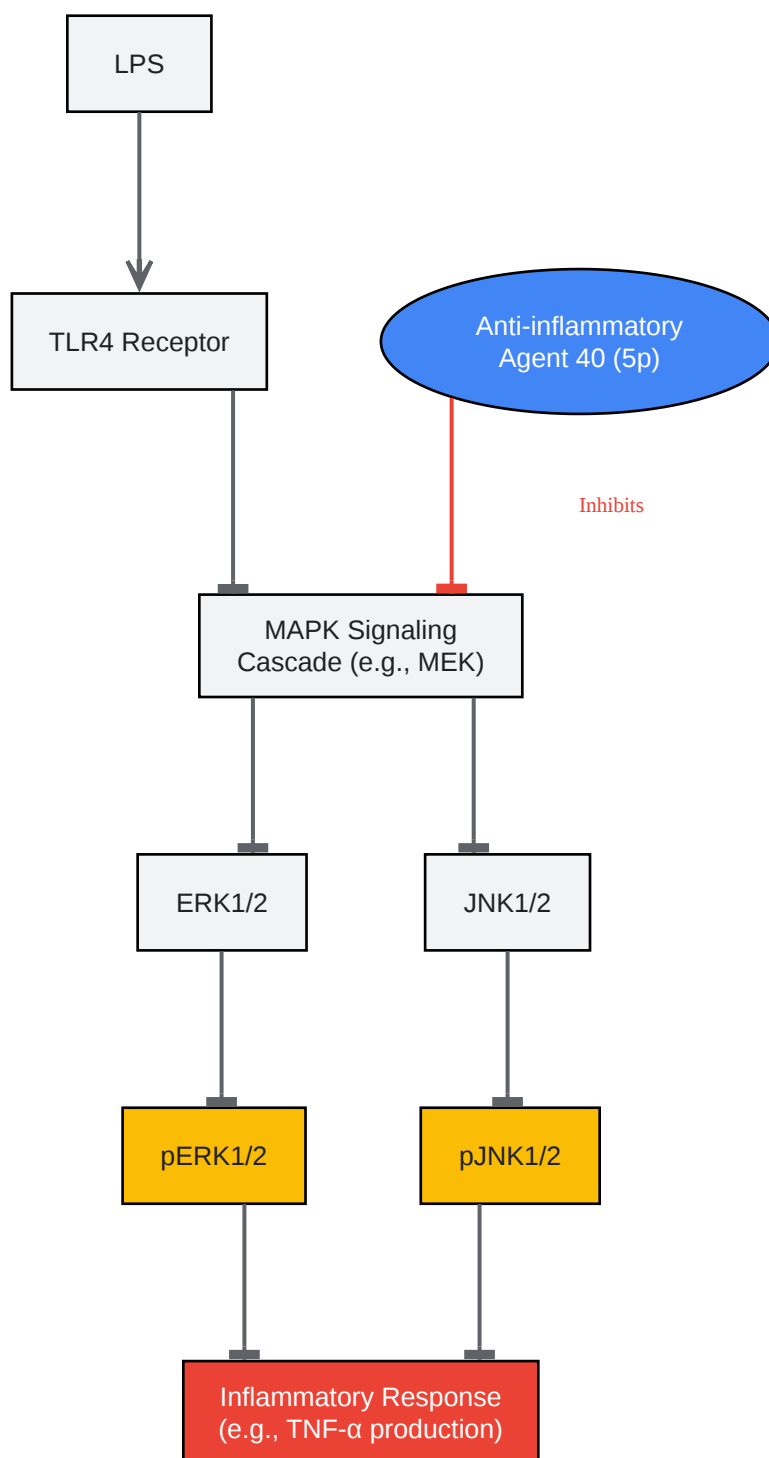 LPS
TLR4 Receptor
Anti-inflammatory
Agent 40 (5p)
Inhibits
MAPK Signaling
Cascade (e.g., MEK)
ERK1/2
JNK1/2
pERK1/2
pJNK1/2
Inflammatory Response
(e.g., TNF-α production)